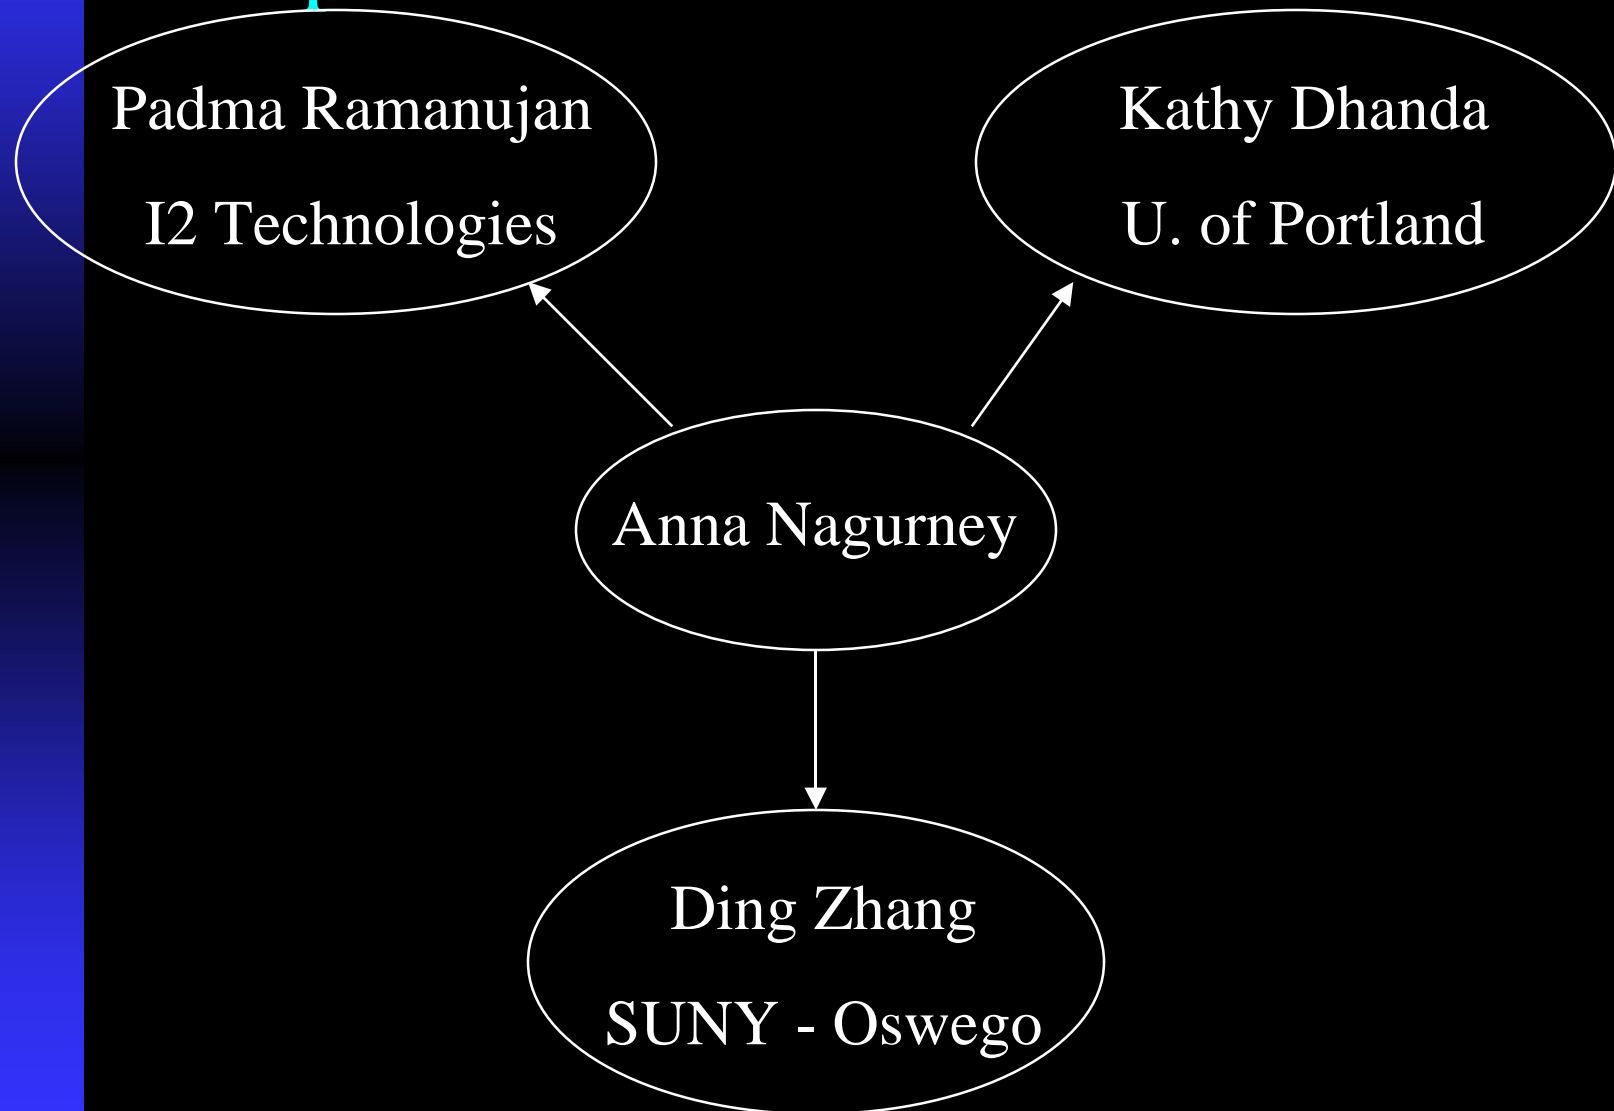 Padma Ramanujan
I2 Technologies
Kathy Dhanda
U. of Portland
Anna Nagurney
Ding Zhang
SUNY - Oswego